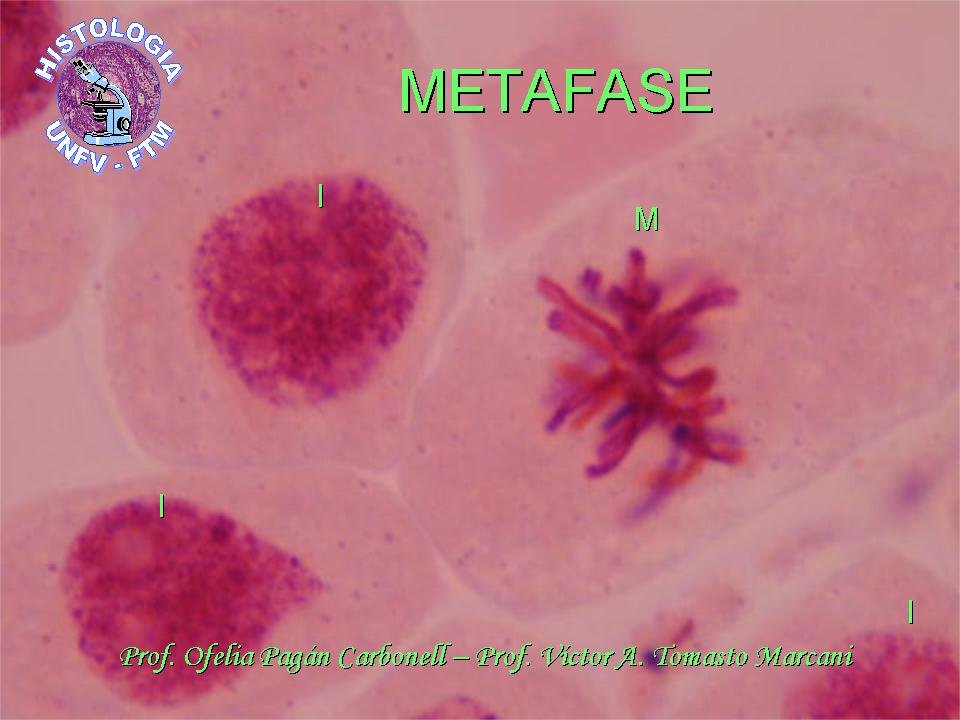 HISTOLOGIA
UNFV - FTM
METAFASE
I
M
I
I
Prof. Ofelia Pagán Carbonell – Prof. Víctor A. Tomasto Marcani